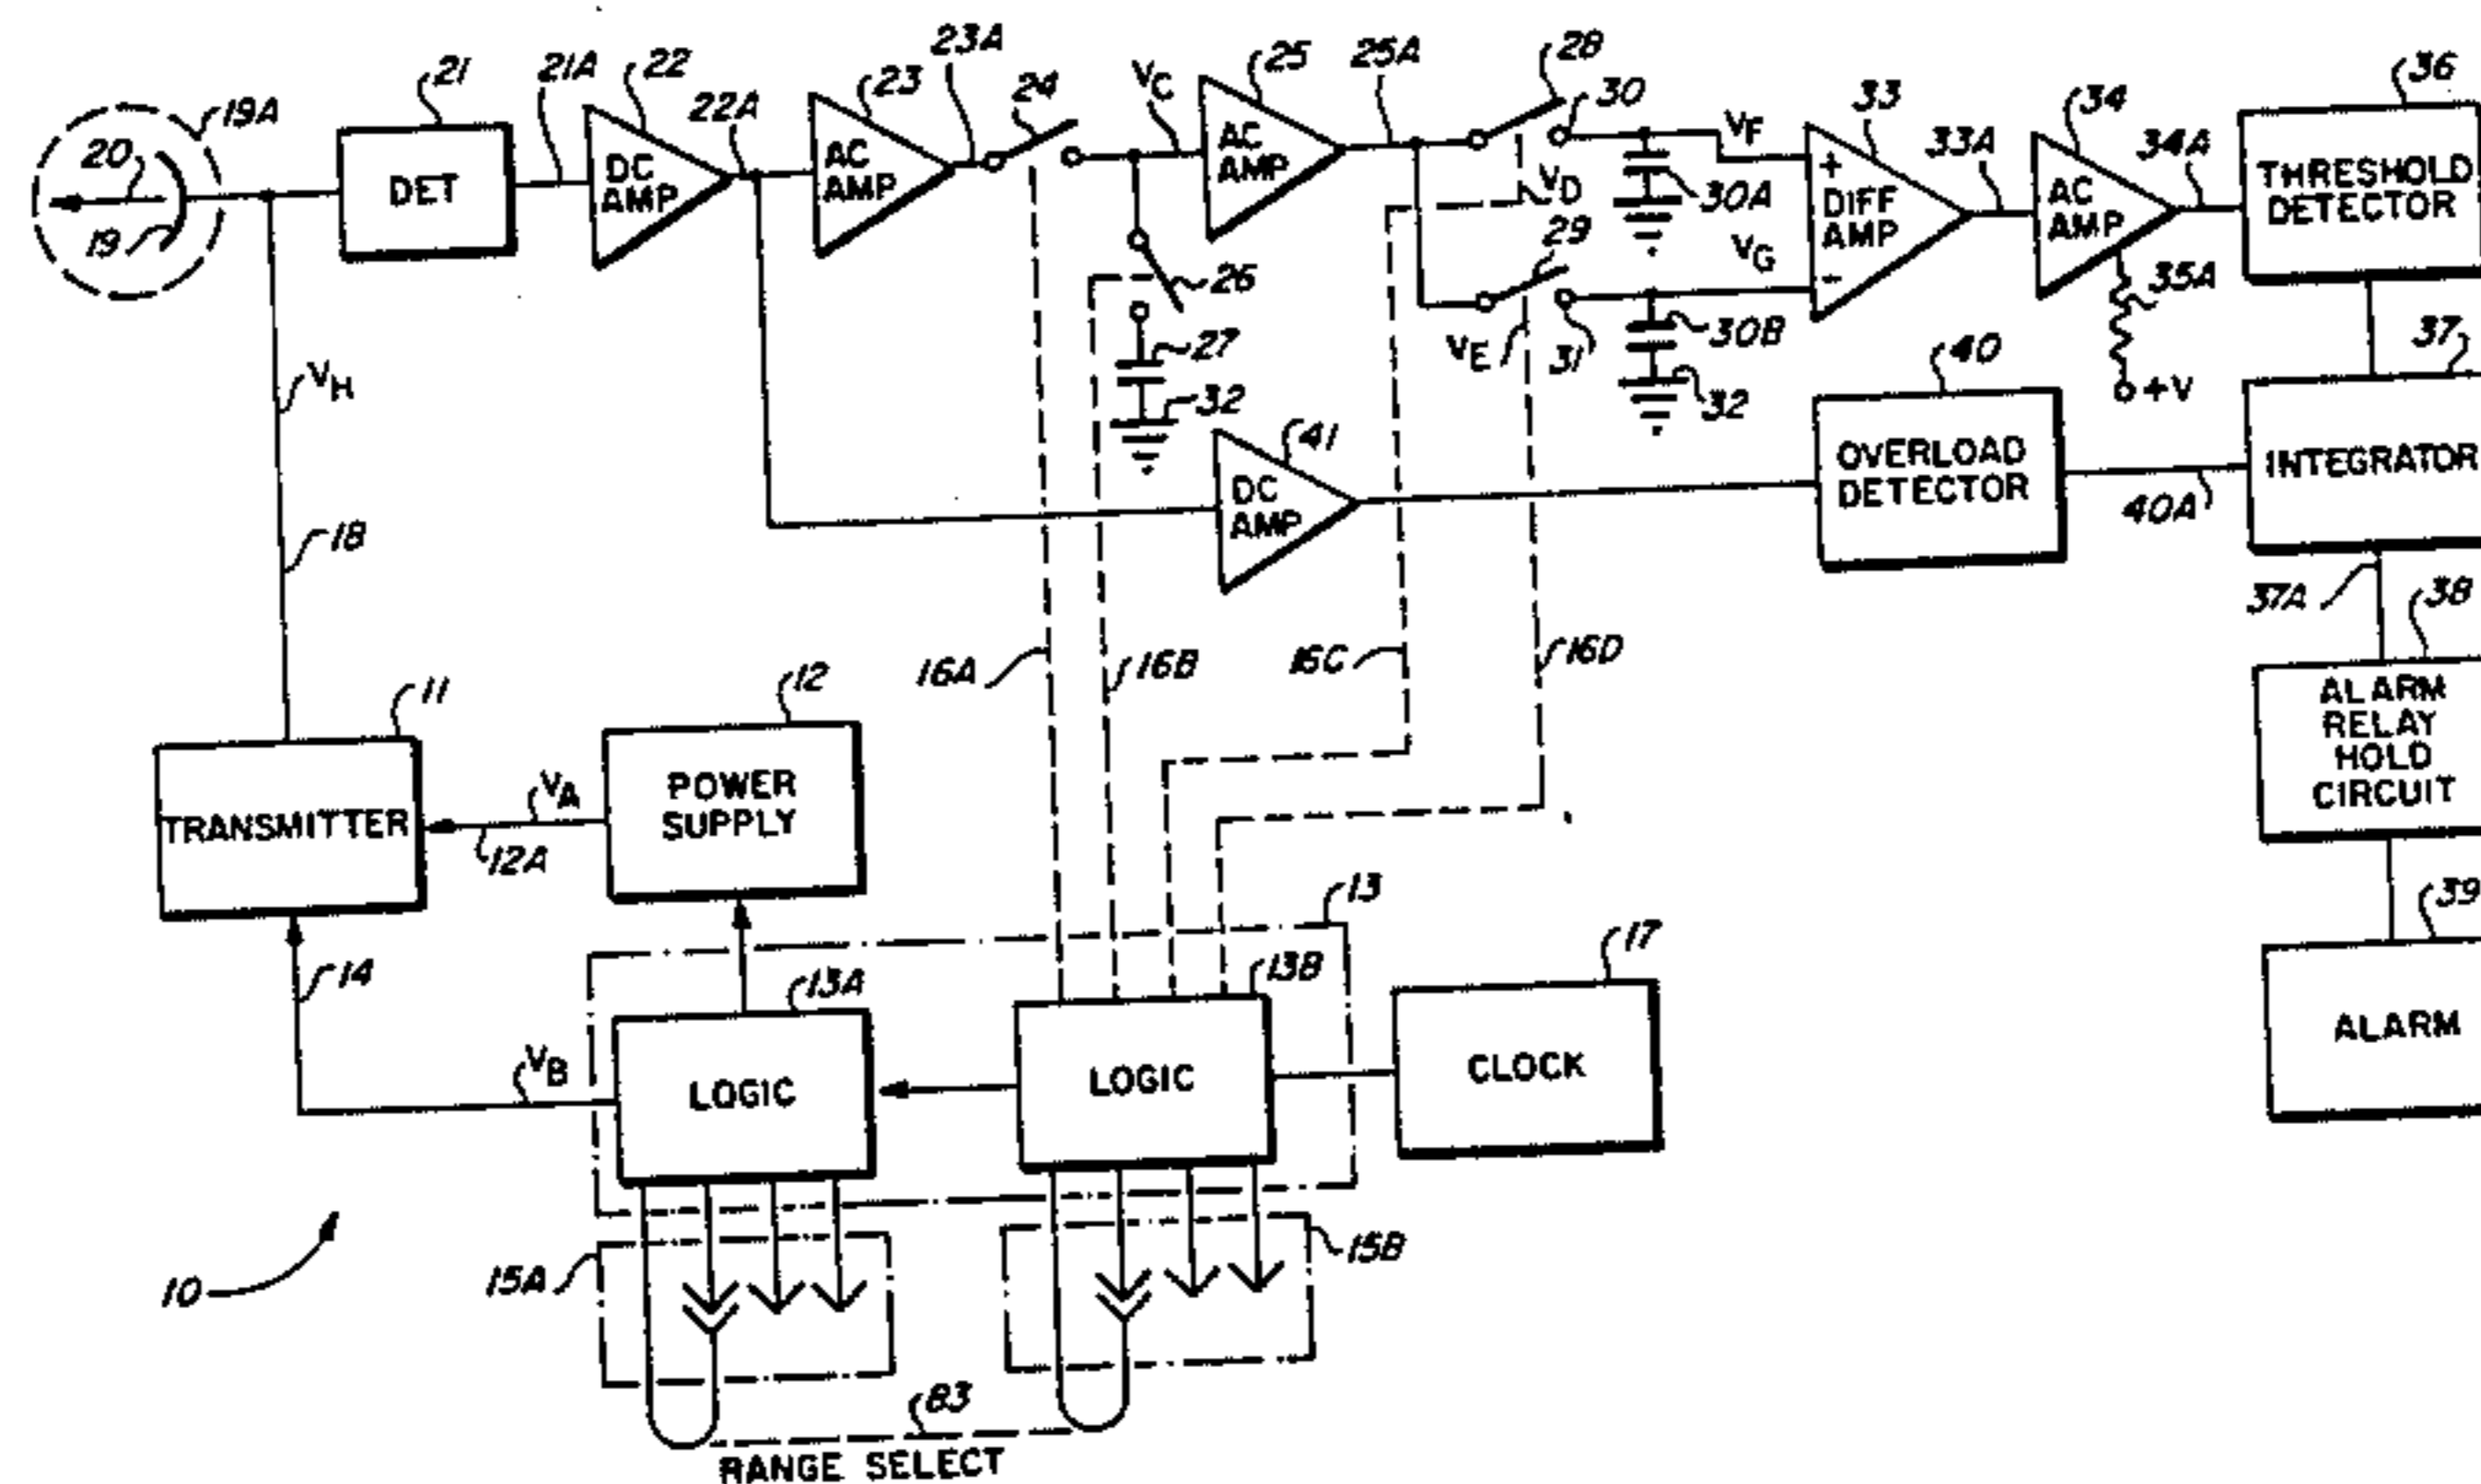 19A
20
19
21
DET
21A
22
DC
AMP
22A
23
AC
AMP
23A
24
VC
25
AC
AMP
25A
28
30
VD
29
VE
31
26
27
32
VF
30A
VG
30B
32
33
+
DIFF
AMP
-
33A
34
AC
AMP
34A
35A
+V
36
THRESHOLD
DETECTOR
37
INTEGRATOR
40
OVERLOAD
DETECTOR
40A
41
DC
AMP
37A
38
ALARM
RELAY
HOLD
CIRCUIT
39
ALARM
VH
18
16A
16B
16C
16D
11
TRANSMITTER
VA
12A
12
POWER
SUPPLY
13
14
VB
13A
LOGIC
13B
LOGIC
17
CLOCK
10
15A
15B
83
RANGE SELECT